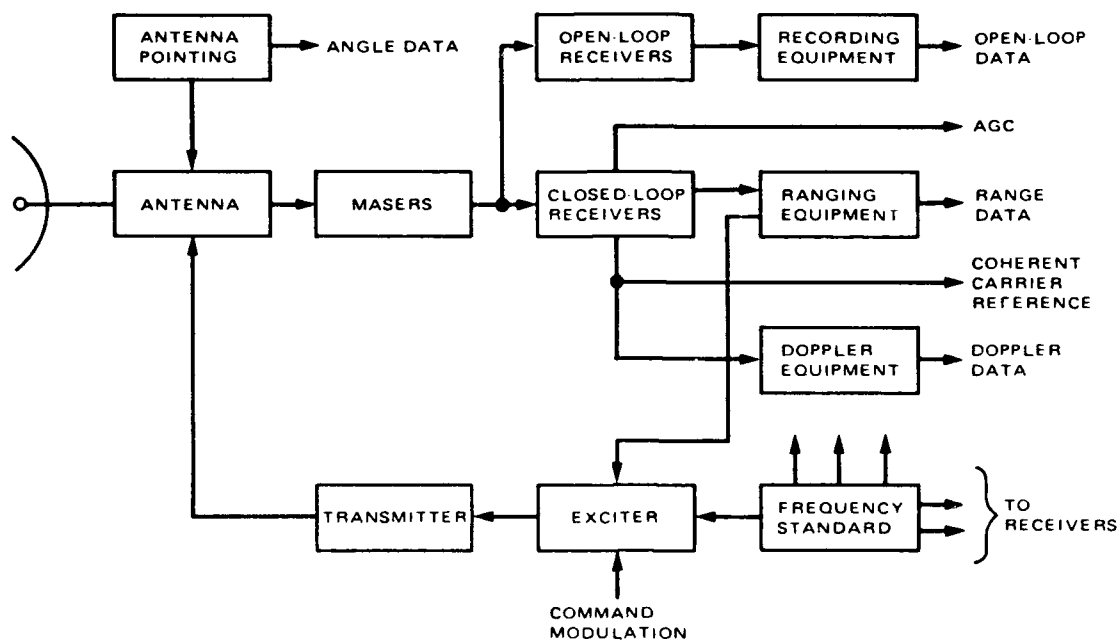 ANTENNA
POINTING
ANGLE DATA
OPEN-LOOP
RECEIVERS
RECORDING
EQUIPMENT
OPEN-LOOP
DATA
AGC
ANTENNA
MASERS
CLOSED-LOOP
RECEIVERS
RANGING
EQUIPMENT
RANGE
DATA
COHERENT
CARRIER
REFERENCE
DOPPLER
EQUIPMENT
DOPPLER
DATA
TRANSMITTER
EXCITER
FREQUENCY
STANDARD
TO
RECEIVERS
COMMAND
MODULATION